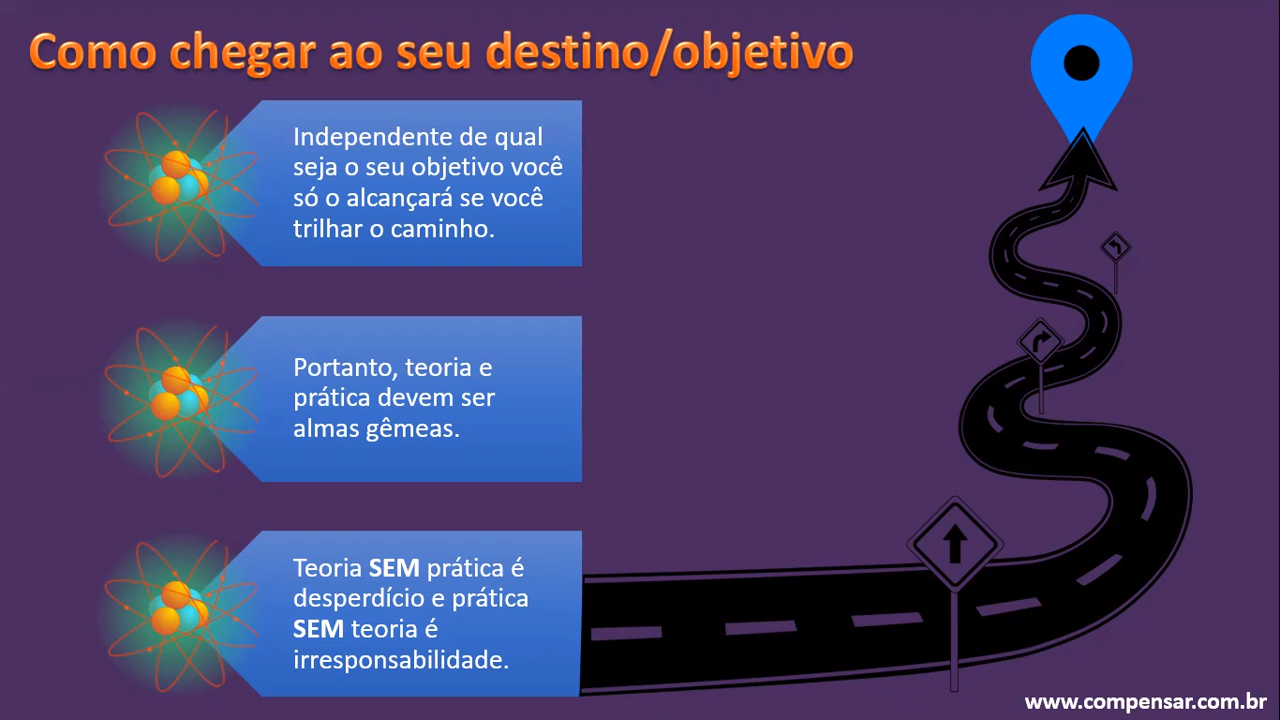 Como chegar ao seu destino/objetivo
Independente de qual
seja o seu objetivo você
só o alcançará se você
trilhar o caminho.
Portanto, teoria e
prática devem ser
almas gêmeas.
Teoria SEM prática é
desperdício e prática
SEM teoria é
irresponsabilidade.
www.compensar.com.br